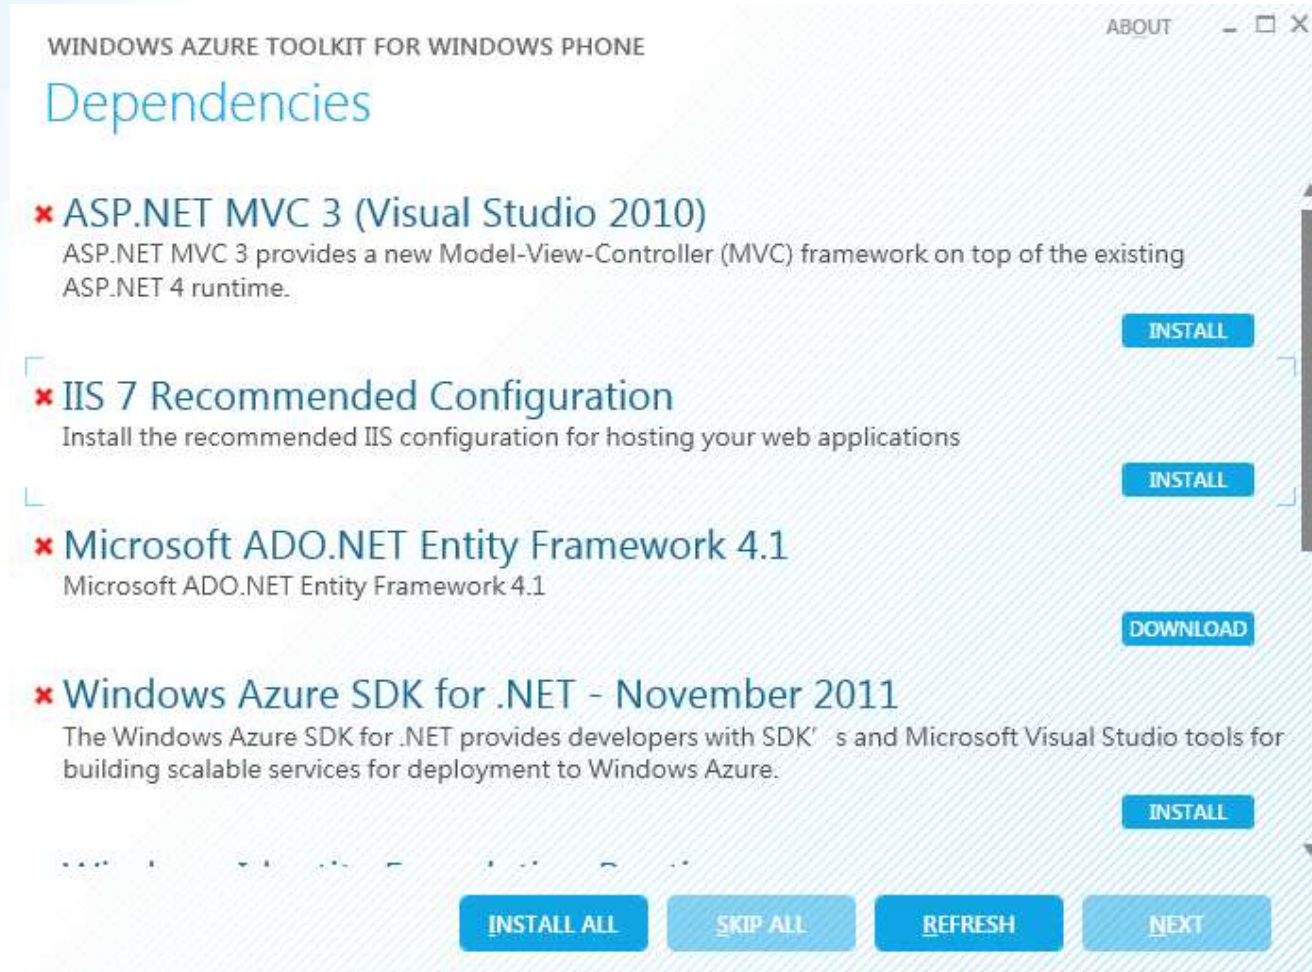 ABOUT
WINDOWS AZURE TOOLKIT FOR WINDOWS PHONE
Dependencies
ASP.NET MVC 3 (Visual Studio 2010)
ASP.NET MVC 3 provides a new Model-View-Controller (MVC) framework on top of the existing
ASP.NET 4 runtime.
INSTALL
IIS 7 Recommended Configuration
Install the recommended IIS configuration for hosting your web applications
INSTALL
Microsoft ADO.NET Entity Framework 4.1
Microsoft ADO.NET Entity Framework 4.1
DOWNLOAD
Windows Azure SDK for .NET - November 2011
The Windows Azure SDK for .NET provides developers with SDK’ s and Microsoft Visual Studio tools for
building scalable services for deployment to Windows Azure.
INSTALL
INSTALL ALL SKIP ALL REFRESH NEXT